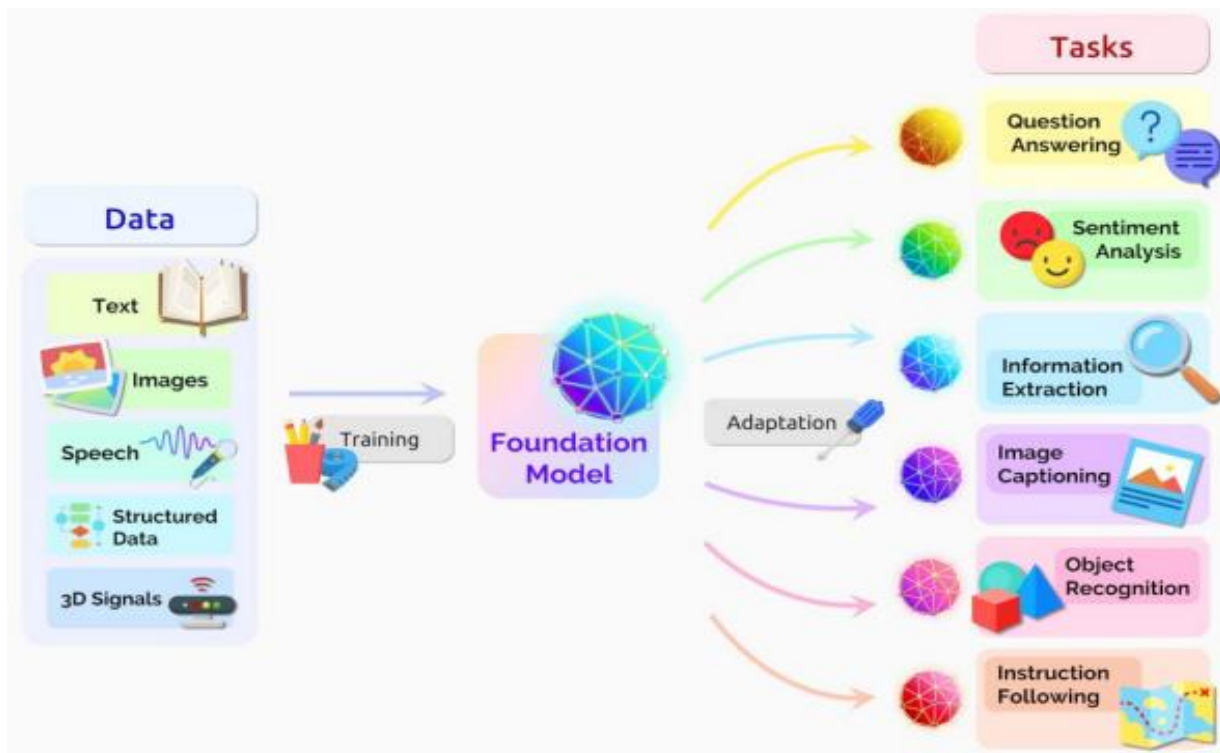 Data
Text
Images
Speech
Structured
Data
3D Signals
Training
Foundation
Model
Adaptation
Tasks
Question
Answering
?
Sentiment
Analysis
Information
Extraction
Image
Captioning
Object
Recognition
Instruction
Following